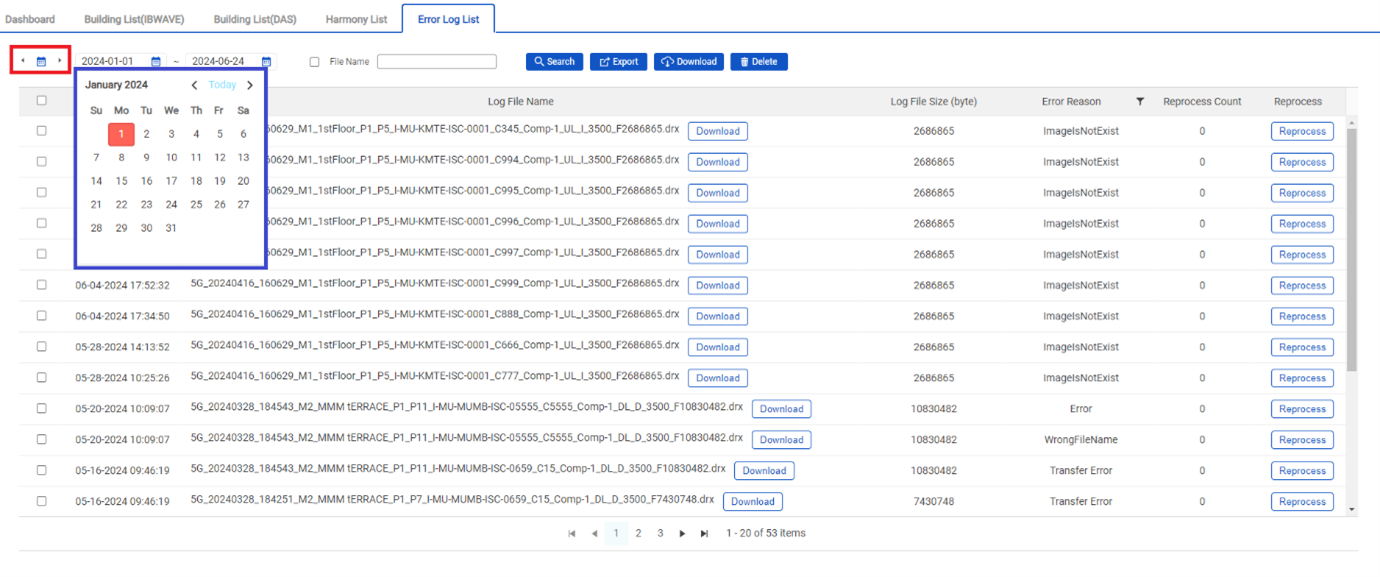 Dashboard Building List(IBWAVE) Building List(DAS) Harmony List Error Log List
2024-01-01 ~ 2024-06-24 File Name Search Export Download Delete
January 2024 Today
Su Mo Tu We Th Fr Sa
1 2 3 4 5 6
7 8 9 10 11 12 13
14 15 16 17 18 19 20
21 22 23 24 25 26 27
28 29 30 31
Log File Name Log File Size (byte) Error Reason Reprocess Count Reprocess
60629_M1_1stFloor_P1_P5_I-MU-KMTE-ISC-0001_C345_Comp-1_UL_I_3500_F2686865.drx Download 2686865 ImageIsNotExist 0 Reprocess
60629_M1_1stFloor_P1_P5_I-MU-KMTE-ISC-0001_C994_Comp-1_UL_I_3500_F2686865.drx Download 2686865 ImageIsNotExist 0 Reprocess
60629_M1_1stFloor_P1_P5_I-MU-KMTE-ISC-0001_C995_Comp-1_UL_I_3500_F2686865.drx Download 2686865 ImageIsNotExist 0 Reprocess
60629_M1_1stFloor_P1_P5_I-MU-KMTE-ISC-0001_C996_Comp-1_UL_I_3500_F2686865.drx Download 2686865 ImageIsNotExist 0 Reprocess
60629_M1_1stFloor_P1_P5_I-MU-KMTE-ISC-0001_C997_Comp-1_UL_I_3500_F2686865.drx Download 2686865 ImageIsNotExist 0 Reprocess
06-04-2024 17:52:32 5G_20240416_160629_M1_1stFloor_P1_P5_I-MU-KMTE-ISC-0001_C999_Comp-1_UL_I_3500_F2686865.drx Download 2686865 ImageIsNotExist 0 Reprocess
06-04-2024 17:34:50 5G_20240416_160629_M1_1stFloor_P1_P5_I-MU-KMTE-ISC-0001_C888_Comp-1_UL_I_3500_F2686865.drx Download 2686865 ImageIsNotExist 0 Reprocess
05-28-2024 14:13:52 5G_20240416_160629_M1_1stFloor_P1_P5_I-MU-KMTE-ISC-0001_C666_Comp-1_UL_I_3500_F2686865.drx Download 2686865 ImageIsNotExist 0 Reprocess
05-28-2024 10:25:26 5G_20240416_160629_M1_1stFloor_P1_P5_I-MU-KMTE-ISC-0001_C777_Comp-1_UL_I_3500_F2686865.drx Download 2686865 ImageIsNotExist 0 Reprocess
05-20-2024 10:09:07 5G_20240328_184543_M2_MMM tERRACE_P1_P11_I-MU-MUMB-ISC-05555_C5555_Comp-1_DL_D_3500_F10830482.drx Download 10830482 Error 0 Reprocess
05-20-2024 10:09:07 5G_20240328_184543_M2_MMM tERRACE_P1_P11_I-MU-MUMB-ISC-05555_C5555_Comp-1_DL_D_3500_F10830482.drx Download 10830482 WrongFileName 0 Reprocess
05-16-2024 09:46:19 5G_20240328_184543_M2_MMM tERRACE_P1_P11_I-MU-MUMB-ISC-0659_C15_Comp-1_DL_D_3500_F10830482.drx Download 10830482 Transfer Error 0 Reprocess
05-16-2024 09:46:19 5G_20240328_184251_M2_MMM tERRACE_P1_P7_I-MU-MUMB-ISC-0659_C15_Comp-1_DL_D_3500_F7430748.drx Download 7430748 Transfer Error 0 Reprocess
1 2 3 1 - 20 of 53 items